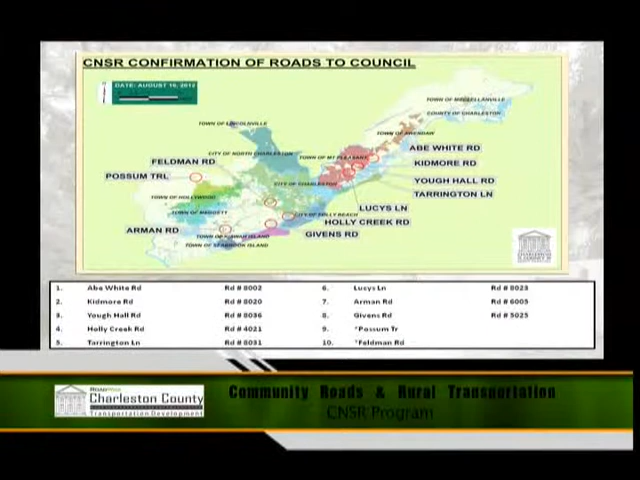 CNSR CONFIRMATION OF ROADS TO COUNCIL
DATE: AUGUST 16, 2012
TOWN OF MCCLELLANVILLE
COUNTY OF CHARLESTON
TOWN OF LINCOLNVILLE
TOWN OF AWENDAW
ABE WHITE RD
CITY OF NORTH CHARLESTON
TOWN OF MT PLEASANT
FELDMAN RD
KIDMORE RD
POSSUM TRL
YOUGH HALL RD
CITY OF CHARLESTON
TARRINGTON LN
TOWN OF HOLLYWOOD
LUCYS LN
TOWN OF MEGGETT
CITY OF FOLLY BEACH
HOLLY CREEK RD
ARMAN RD
GIVENS RD
TOWN OF KIAWAH ISLAND
TOWN OF SEABROOK ISLAND
CHARLESTON
COUNTY
1. Abe White Rd Rd # 8002 6. Lucys Ln Rd # 8023
2. Kidmore Rd Rd # 8020 7. Arman Rd Rd # 6005
3. Yough Hall Rd Rd # 8036 8. Givens Rd Rd # 5025
4. Holly Creek Rd Rd # 4021 9. *Possum Tr
5. Tarrington Ln Rd # 8031 10. *Feldman Rd
ROADWISE
Charleston County
Transportation Development
Community Roads & Rural Transportation
CNSR Program